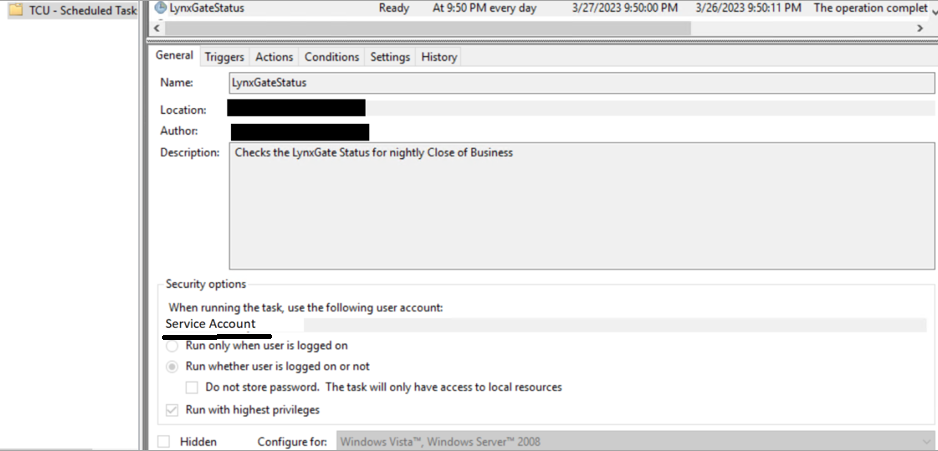 TCU - Scheduled Task
LynxGateStatus Ready At 9:50 PM every day 3/27/2023 9:50:00 PM 3/26/2023 9:50:11 PM The operation complet
General Triggers Actions Conditions Settings History
Name: LynxGateStatus
Location:
Author:
Description: Checks the LynxGate Status for nightly Close of Business
Security options
When running the task, use the following user account:
Service Account
Run only when user is logged on
Run whether user is logged on or not
Do not store password. The task will only have access to local resources
Run with highest privileges
Hidden Configure for: Windows Vista™, Windows Server™ 2008